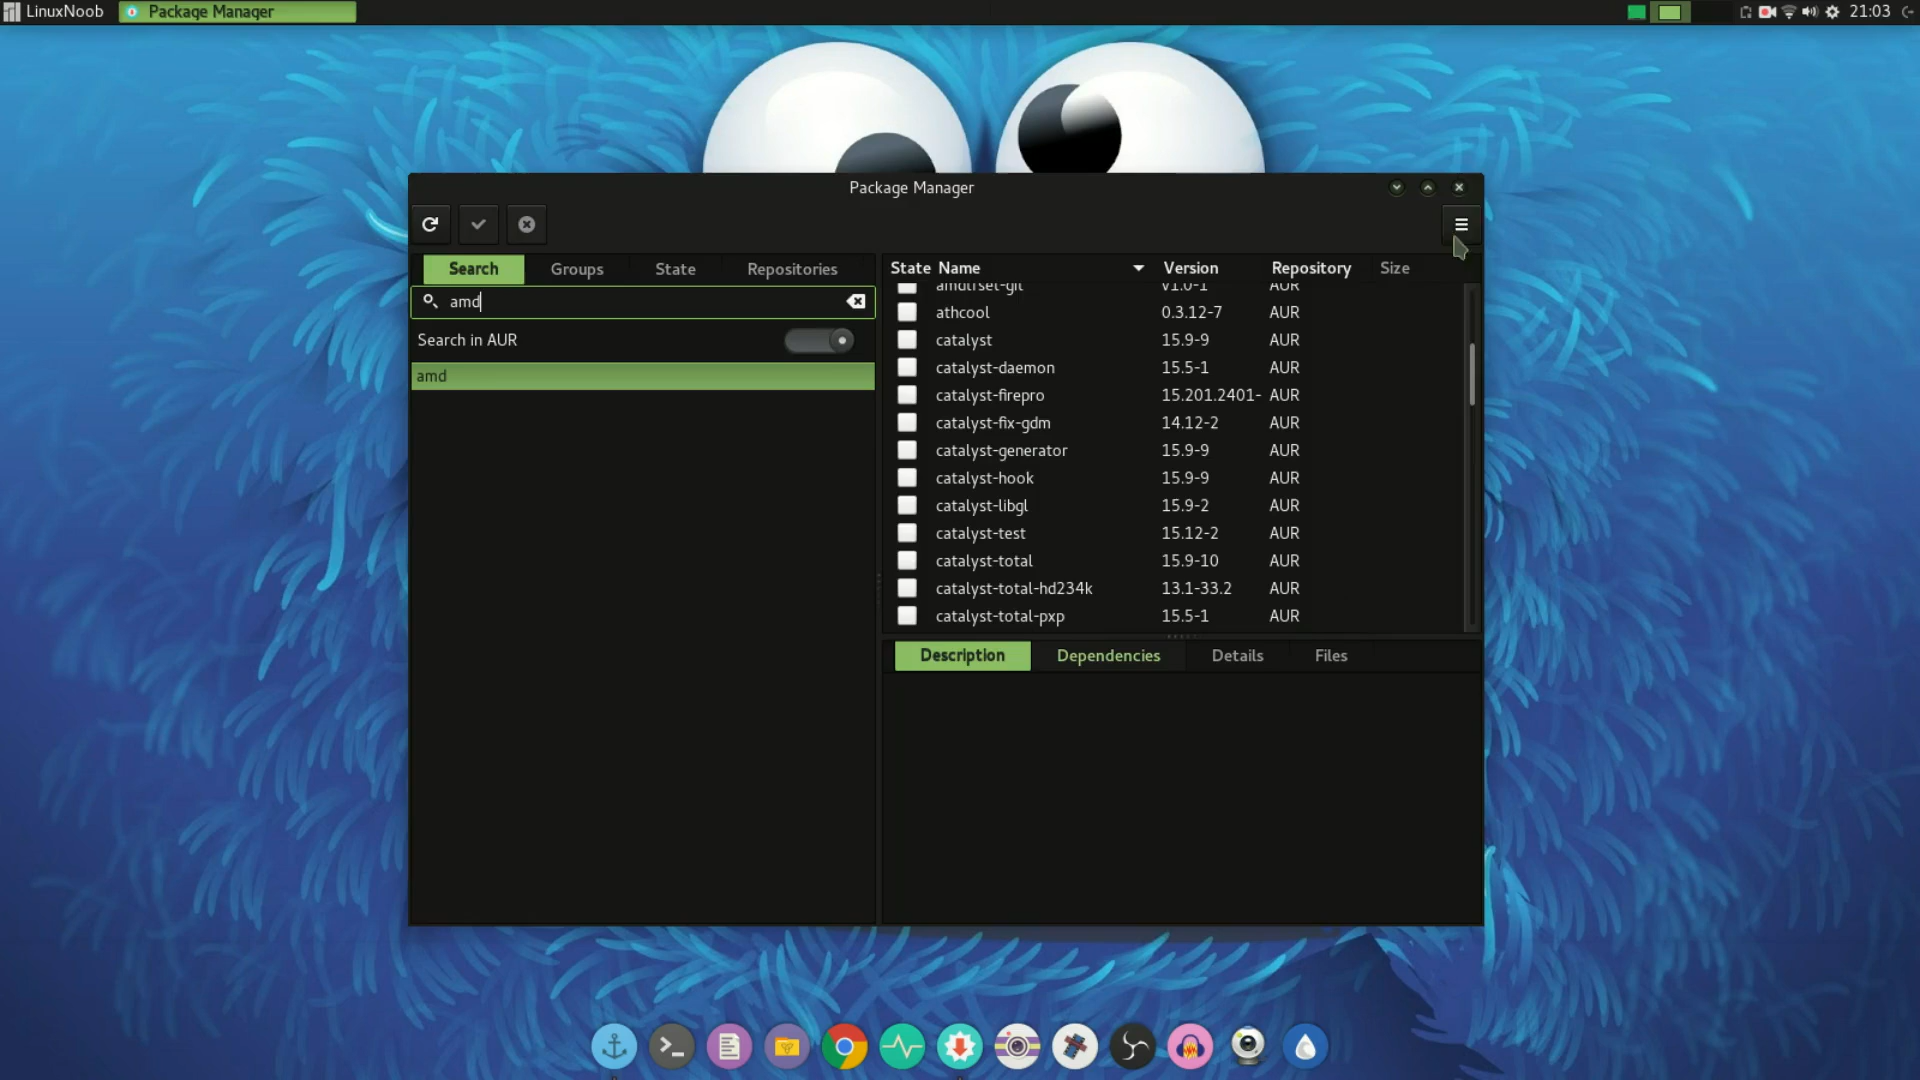 LinuxNoob Package Manager 21:03
Package Manager
Search Groups State Repositories
amd
Search in AUR
amd
State Name Version Repository Size
amdtrset-git v1.0-1 AUR
athcool 0.3.12-7 AUR
catalyst 15.9-9 AUR
catalyst-daemon 15.5-1 AUR
catalyst-firepro 15.201.2401- AUR
catalyst-fix-gdm 14.12-2 AUR
catalyst-generator 15.9-9 AUR
catalyst-hook 15.9-9 AUR
catalyst-libgl 15.9-2 AUR
catalyst-test 15.12-2 AUR
catalyst-total 15.9-10 AUR
catalyst-total-hd234k 13.1-33.2 AUR
catalyst-total-pxp 15.5-1 AUR
Description Dependencies Details Files